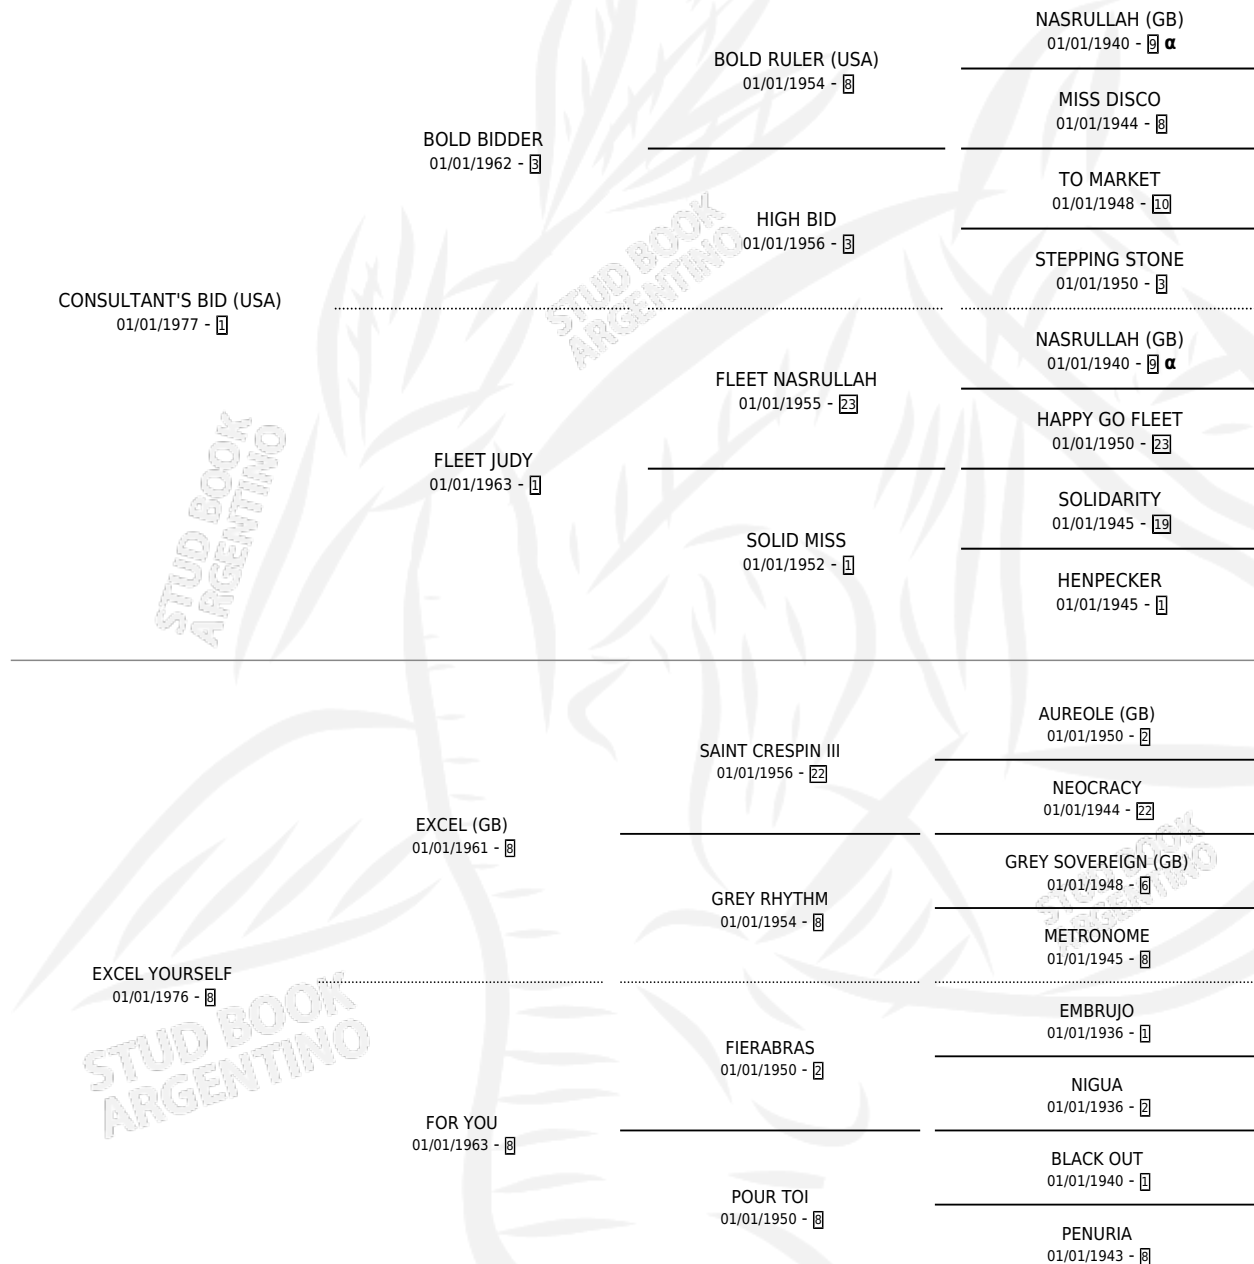 NASRULLAH (GB)
01/01/1940 - 9 α
BOLD RULER (USA)
01/01/1954 - 8
MISS DISCO
01/01/1944 - 8
BOLD BIDDER
01/01/1962 - 3
TO MARKET
01/01/1948 - 10
HIGH BID
01/01/1956 - 3
STEPPING STONE
01/01/1950 - 3
CONSULTANT'S BID (USA)
01/01/1977 - 1
NASRULLAH (GB)
01/01/1940 - 9 α
FLEET NASRULLAH
01/01/1955 - 23
HAPPY GO FLEET
01/01/1950 - 23
FLEET JUDY
01/01/1963 - 1
SOLIDARITY
01/01/1945 - 19
SOLID MISS
01/01/1952 - 1
HENPECKER
01/01/1945 - 1
AUREOLE (GB)
01/01/1950 - 2
SAINT CRESPIN III
01/01/1956 - 22
NEOCRACY
01/01/1944 - 22
EXCEL (GB)
01/01/1961 - 8
GREY SOVEREIGN (GB)
01/01/1948 - 6
GREY RHYTHM
01/01/1954 - 8
METRONOME
01/01/1945 - 8
EXCEL YOURSELF
01/01/1976 - 8
EMBRUJO
01/01/1936 - 1
FIERABRAS
01/01/1950 - 2
NIGUA
01/01/1936 - 2
FOR YOU
01/01/1963 - 8
BLACK OUT
01/01/1940 - 1
POUR TOI
01/01/1950 - 8
PENURIA
01/01/1943 - 8
STUD BOOK
ARGENTINO
STUD BOOK
ARGENTINO
STUD BOOK
ARGENTINO
STUD BOOK
ARGENTINO